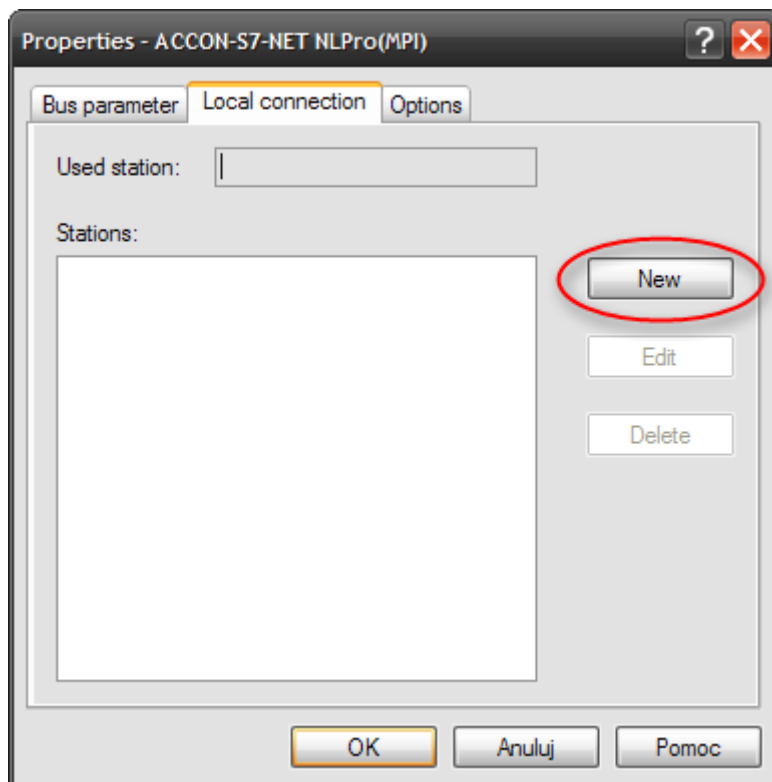 Properties - ACCON-S7-NET NLPro(MPI)
?
Bus parameter Local connection Options
Used station:
Stations:
New
Edit
Delete
OK Anuluj Pomoc